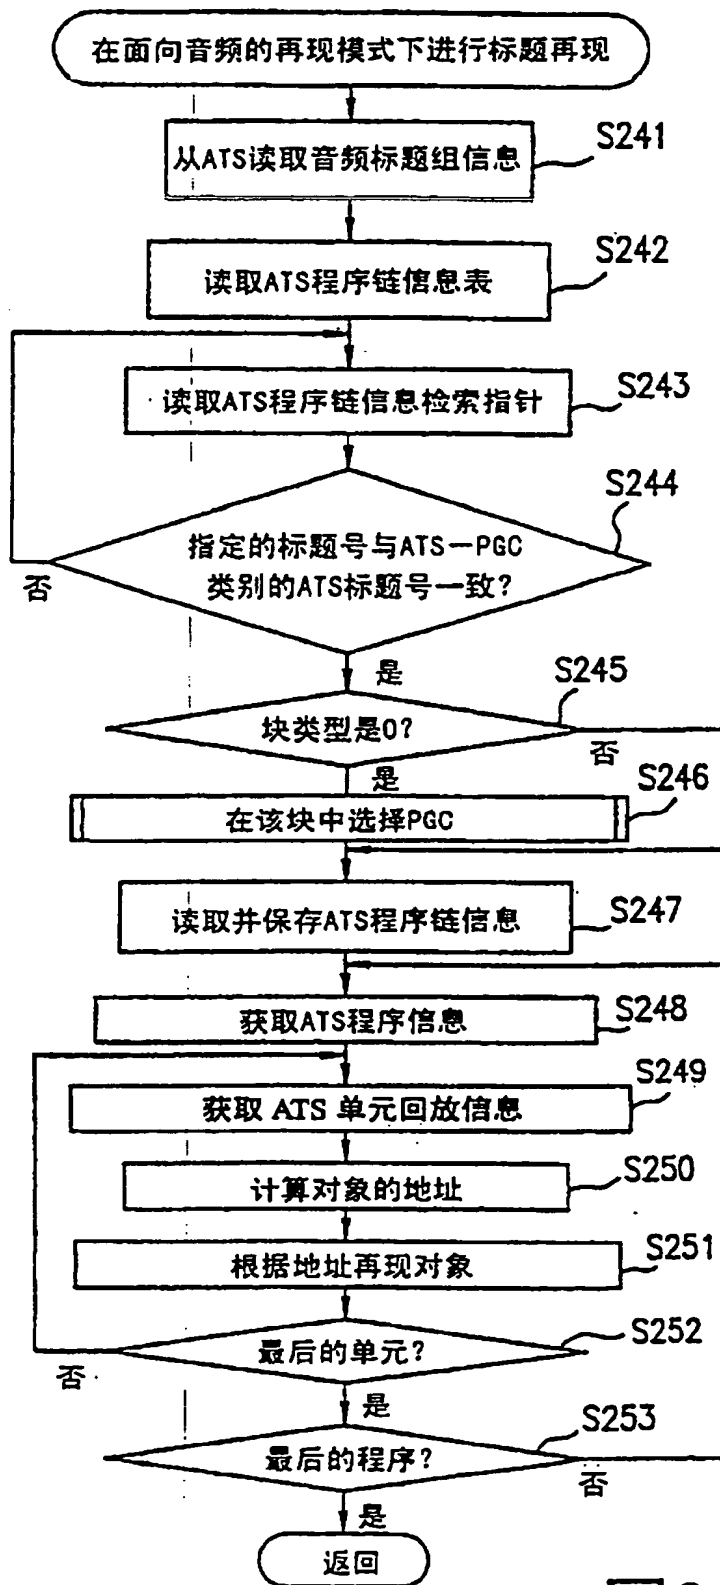 在面向音频的再现模式下进行标题再现
S241
从ATS读取音频标题组信息
S242
读取ATS程序链信息表
S243
读取ATS程序链信息检索指针
S244
指定的标题号与ATS—PGC
类别的ATS标题号一致?
否
是
S245
块类型是0?
否
是
S246
在该块中选择PGC
S247
读取并保存ATS程序链信息
S248
获取ATS程序信息
S249
获取 ATS 单元回放信息
S250
计算对象的地址
S251
根据地址再现对象
S252
最后的单元?
否
是
S253
最后的程序?
否
是
返回